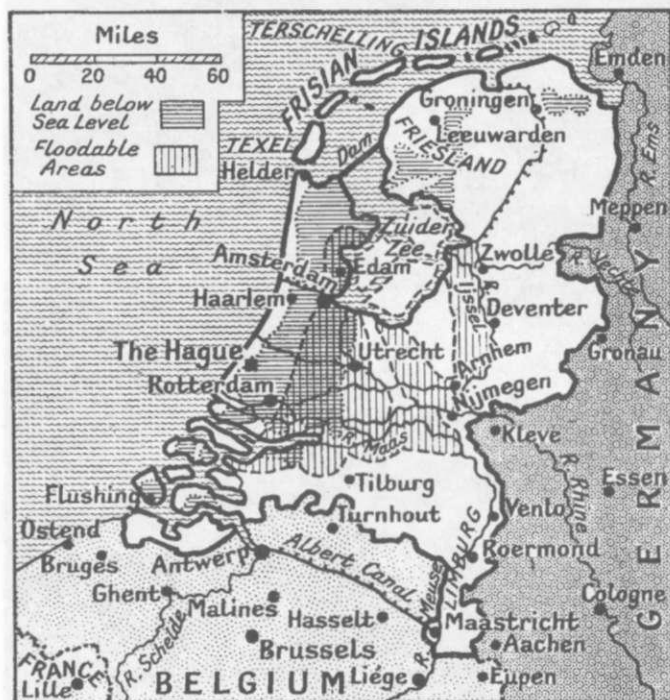 Miles
0 20 40 60
Land below
Sea Level
Floodable
Areas
TERSCHELLING
FRISIAN ISLANDS
TEXEL
Helder
Dam
Groningen
Leeuwarden
FRIESLAND
Emden
R. Ems
Meppen
North
Sea
Zuider
Zee
Amsterdam
Edam
Zwolle
R. Vecht
Haarlem
R. Ijssel
Deventer
Gronau
The Hague
Utrecht
Arnhem
Rotterdam
Nijmegen
R. Maas
Kleve
GERMANY
R. Rhine
Essen
Tilburg
Flushing
Venlo
Ostend
Turnhout
LIMBURG
Bruges
Antwerp
Albert Canal
Roermond
Ghent
R. Meuse
Malines
Cologne
Hasselt
Maastricht
R. Schelde
Brussels
Aachen
FRANCE
Lille
BELGIUM
Liége
Eupen